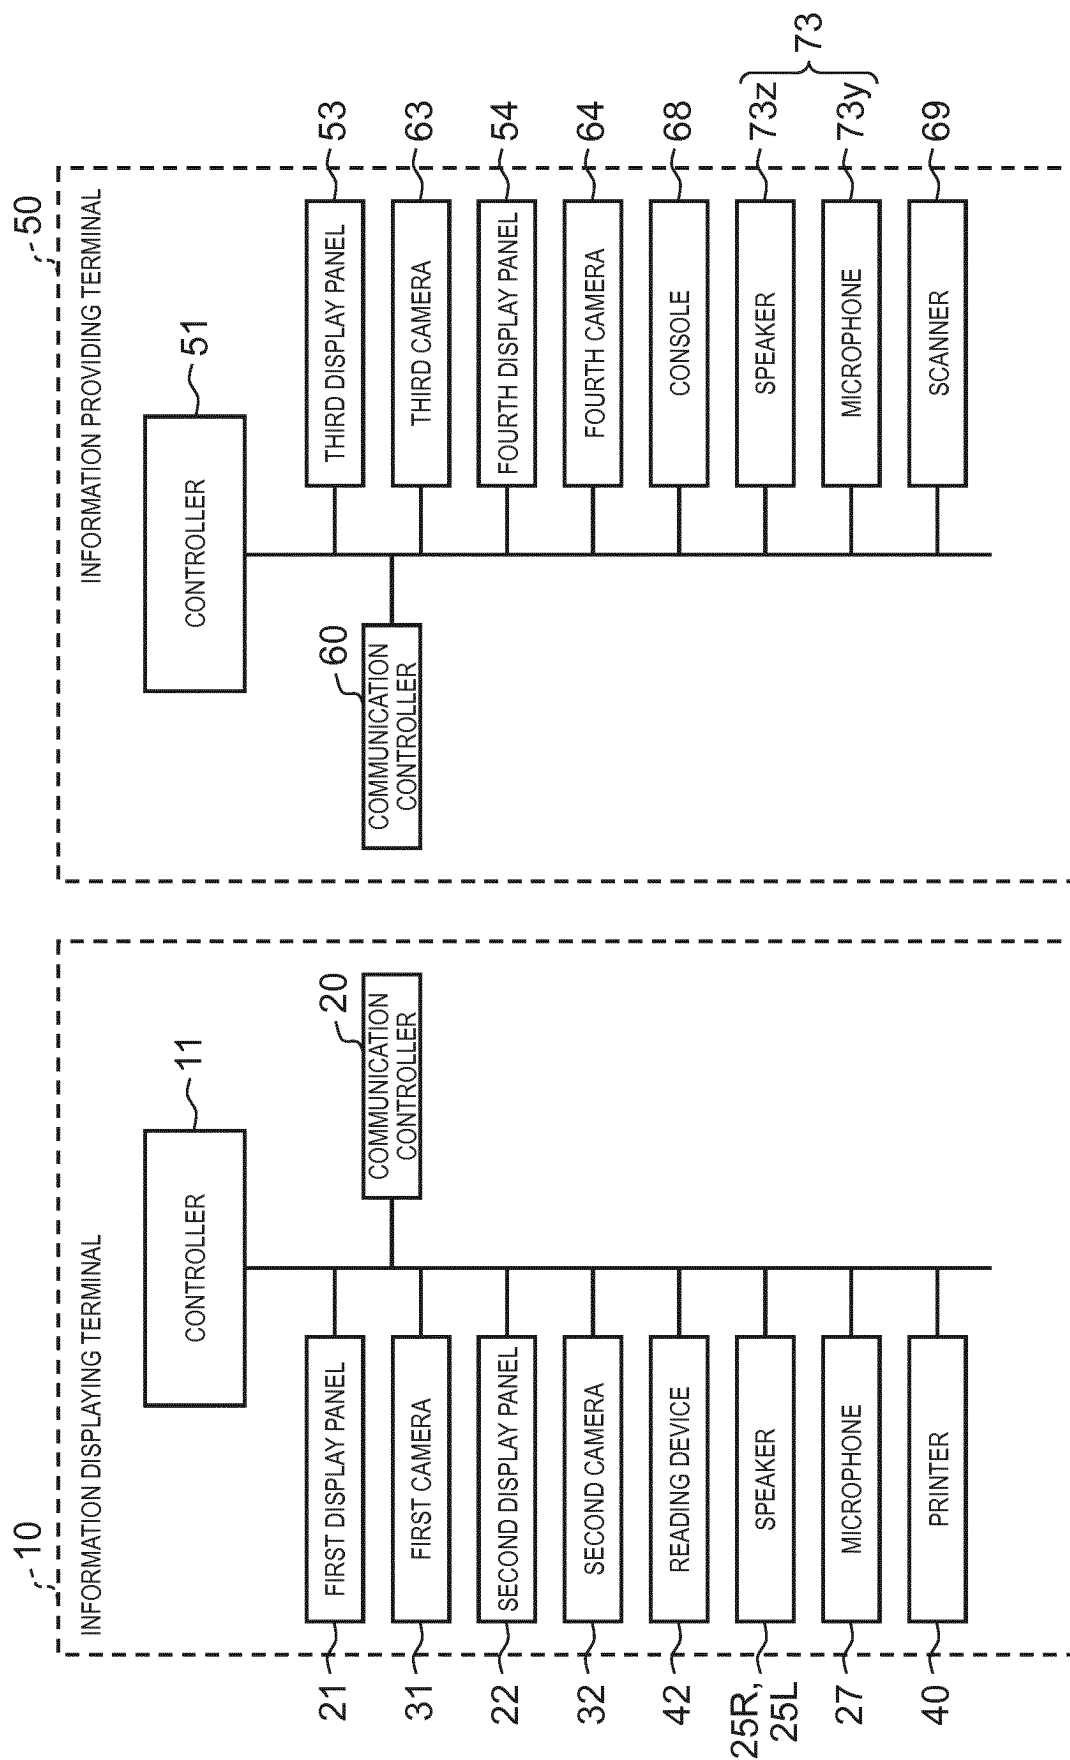 10
INFORMATION DISPLAYING TERMINAL
CONTROLLER
11
21
FIRST DISPLAY PANEL
COMMUNICATION
CONTROLLER
20
31
FIRST CAMERA
22
SECOND DISPLAY PANEL
32
SECOND CAMERA
42
READING DEVICE
25R,
25L
SPEAKER
27
MICROPHONE
40
PRINTER
50
INFORMATION PROVIDING TERMINAL
CONTROLLER
51
60
COMMUNICATION
CONTROLLER
THIRD DISPLAY PANEL
53
THIRD CAMERA
63
FOURTH DISPLAY PANEL
54
FOURTH CAMERA
64
CONSOLE
68
SPEAKER
73z
73
MICROPHONE
73y
SCANNER
69